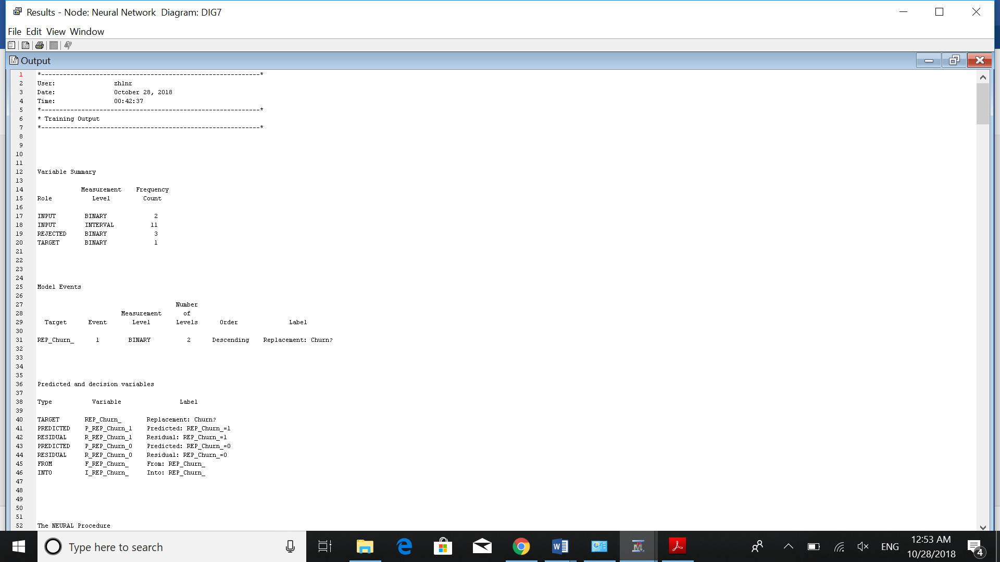 Results - Node: Neural Network  Diagram: DIG7
File Edit View Window
Output
1 *------------------------------------------------------------*
2 User:                zhlnr
3 Date:                October 28, 2018
4 Time:                00:42:37
5 *------------------------------------------------------------*
6 * Training Output
7 *------------------------------------------------------------*
8
9
10
11
12 Variable Summary
13
14             Measurement    Frequency
15 Role           Level         Count
16
17 INPUT        BINARY             2
18 INPUT        INTERVAL          11
19 REJECTED     BINARY             3
20 TARGET       BINARY             1
21
22
23
24
25 Model Events
26
27                                       Number
28                        Measurement      of
29   Target      Event       Level       Levels      Order              Label
30
31 REP_Churn_      1        BINARY          2      Descending    Replacement: Churn?
32
33
34
35
36 Predicted and decision variables
37
38 Type           Variable                Label
39
40 TARGET       REP_Churn_       Replacement: Churn?
41 PREDICTED    P_REP_Churn_1    Predicted: REP_Churn_=1
42 RESIDUAL     R_REP_Churn_1    Residual: REP_Churn_=1
43 PREDICTED    P_REP_Churn_0    Predicted: REP_Churn_=0
44 RESIDUAL     R_REP_Churn_0    Residual: REP_Churn_=0
45 FROM         F_REP_Churn_     From: REP_Churn_
46 INTO         I_REP_Churn_     Into: REP_Churn_
47
48
49
50
51
52 The NEURAL Procedure
Type here to search
ENG
12:53 AM
10/28/2018
4